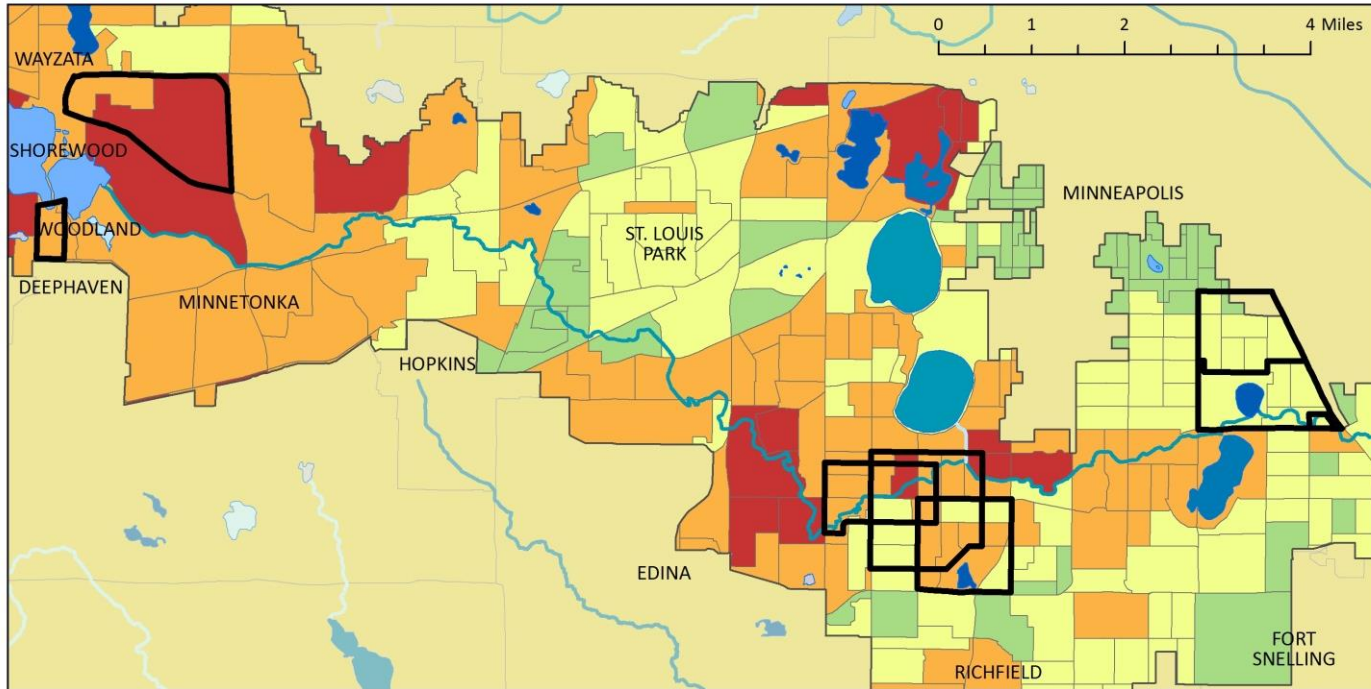 0 1 2 4 Miles
WAYZATA
SHOREWOOD
MINNEAPOLIS
WOODLAND
ST. LOUIS
PARK
DEEPHAVEN
MINNETONKA
HOPKINS
EDINA
FORT
SNELLING
RICHFIELD